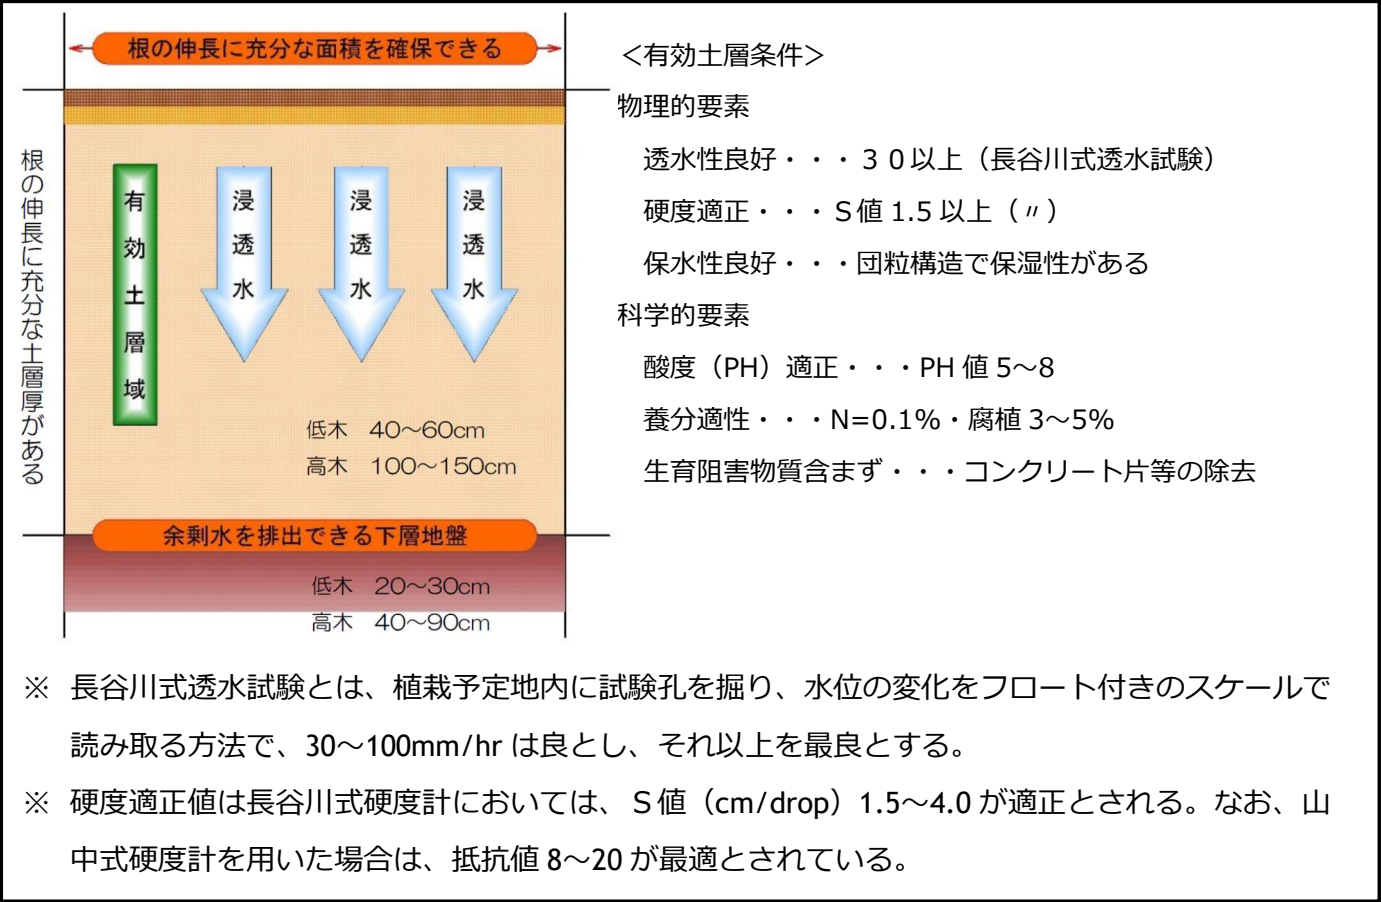 根の伸長に充分な面積を確保できる
根の伸長に充分な土層厚がある
有効土層域
浸透水
浸透水
浸透水
低木 40～60cm
高木 100～150cm
余剰水を排出できる下層地盤
低木 20～30cm
高木 40～90cm
＜有効土層条件＞
物理的要素
透水性良好・・・３０以上（長谷川式透水試験）
硬度適正・・・Ｓ値 1.5 以上（〃）
保水性良好・・・団粒構造で保湿性がある
科学的要素
酸度（PH）適正・・・PH 値 5～8
養分適性・・・N=0.1%・腐植 3～5%
生育阻害物質含まず・・・コンクリート片等の除去
※ 長谷川式透水試験とは、植栽予定地内に試験孔を掘り、水位の変化をフロート付きのスケールで
読み取る方法で、30～100mm/hr は良とし、それ以上を最良とする。
※ 硬度適正値は長谷川式硬度計においては、Ｓ値（cm/drop）1.5～4.0 が適正とされる。なお、山
中式硬度計を用いた場合は、抵抗値 8～20 が最適とされている。